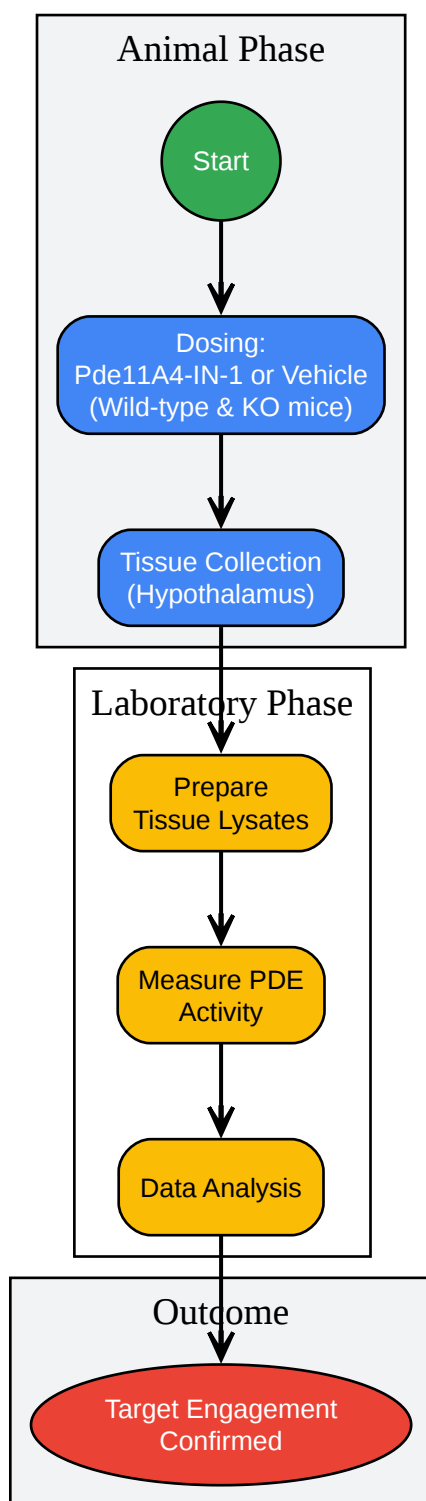 Animal Phase
Start
Dosing:
Pde11A4-IN-1 or Vehicle
(Wild-type & KO mice)
Tissue Collection
(Hypothalamus)
Laboratory Phase
Prepare
Tissue Lysates
Measure PDE
Activity
Data Analysis
Outcome
Target Engagement
Confirmed